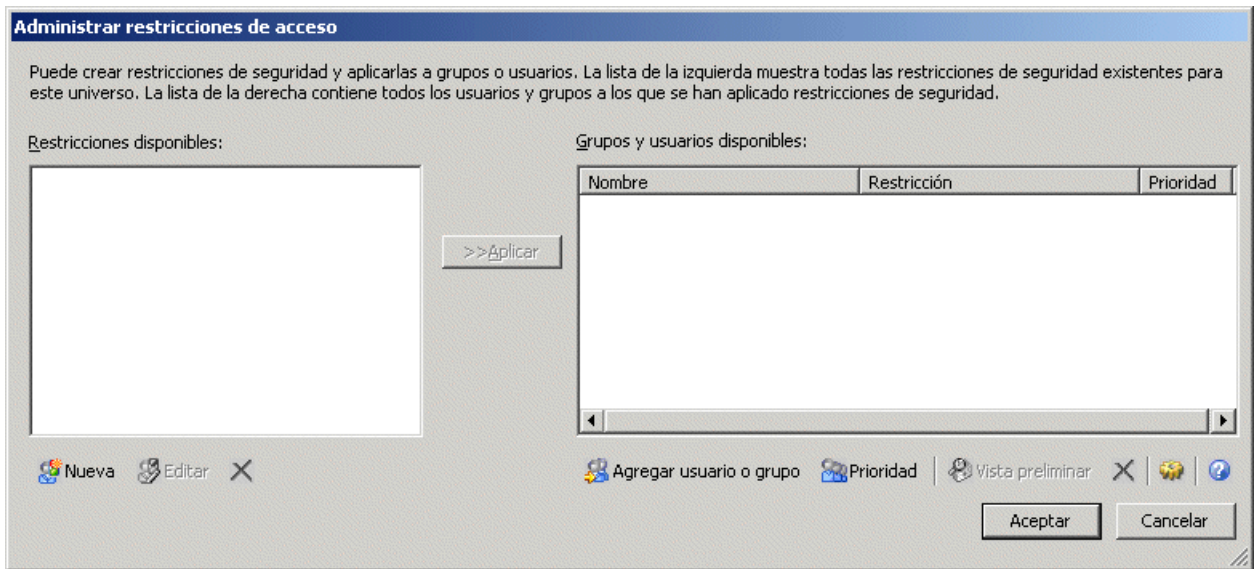 Administrar restricciones de acceso
Puede crear restricciones de seguridad y aplicarlas a grupos o usuarios. La lista de la izquierda muestra todas las restricciones de seguridad existentes para
este universo. La lista de la derecha contiene todos los usuarios y grupos a los que se han aplicado restricciones de seguridad.
Restricciones disponibles:
Grupos y usuarios disponibles:
Nombre Restricción Prioridad
>>Aplicar
Nueva Editar
Agregar usuario o grupo Prioridad Vista preliminar
Aceptar Cancelar